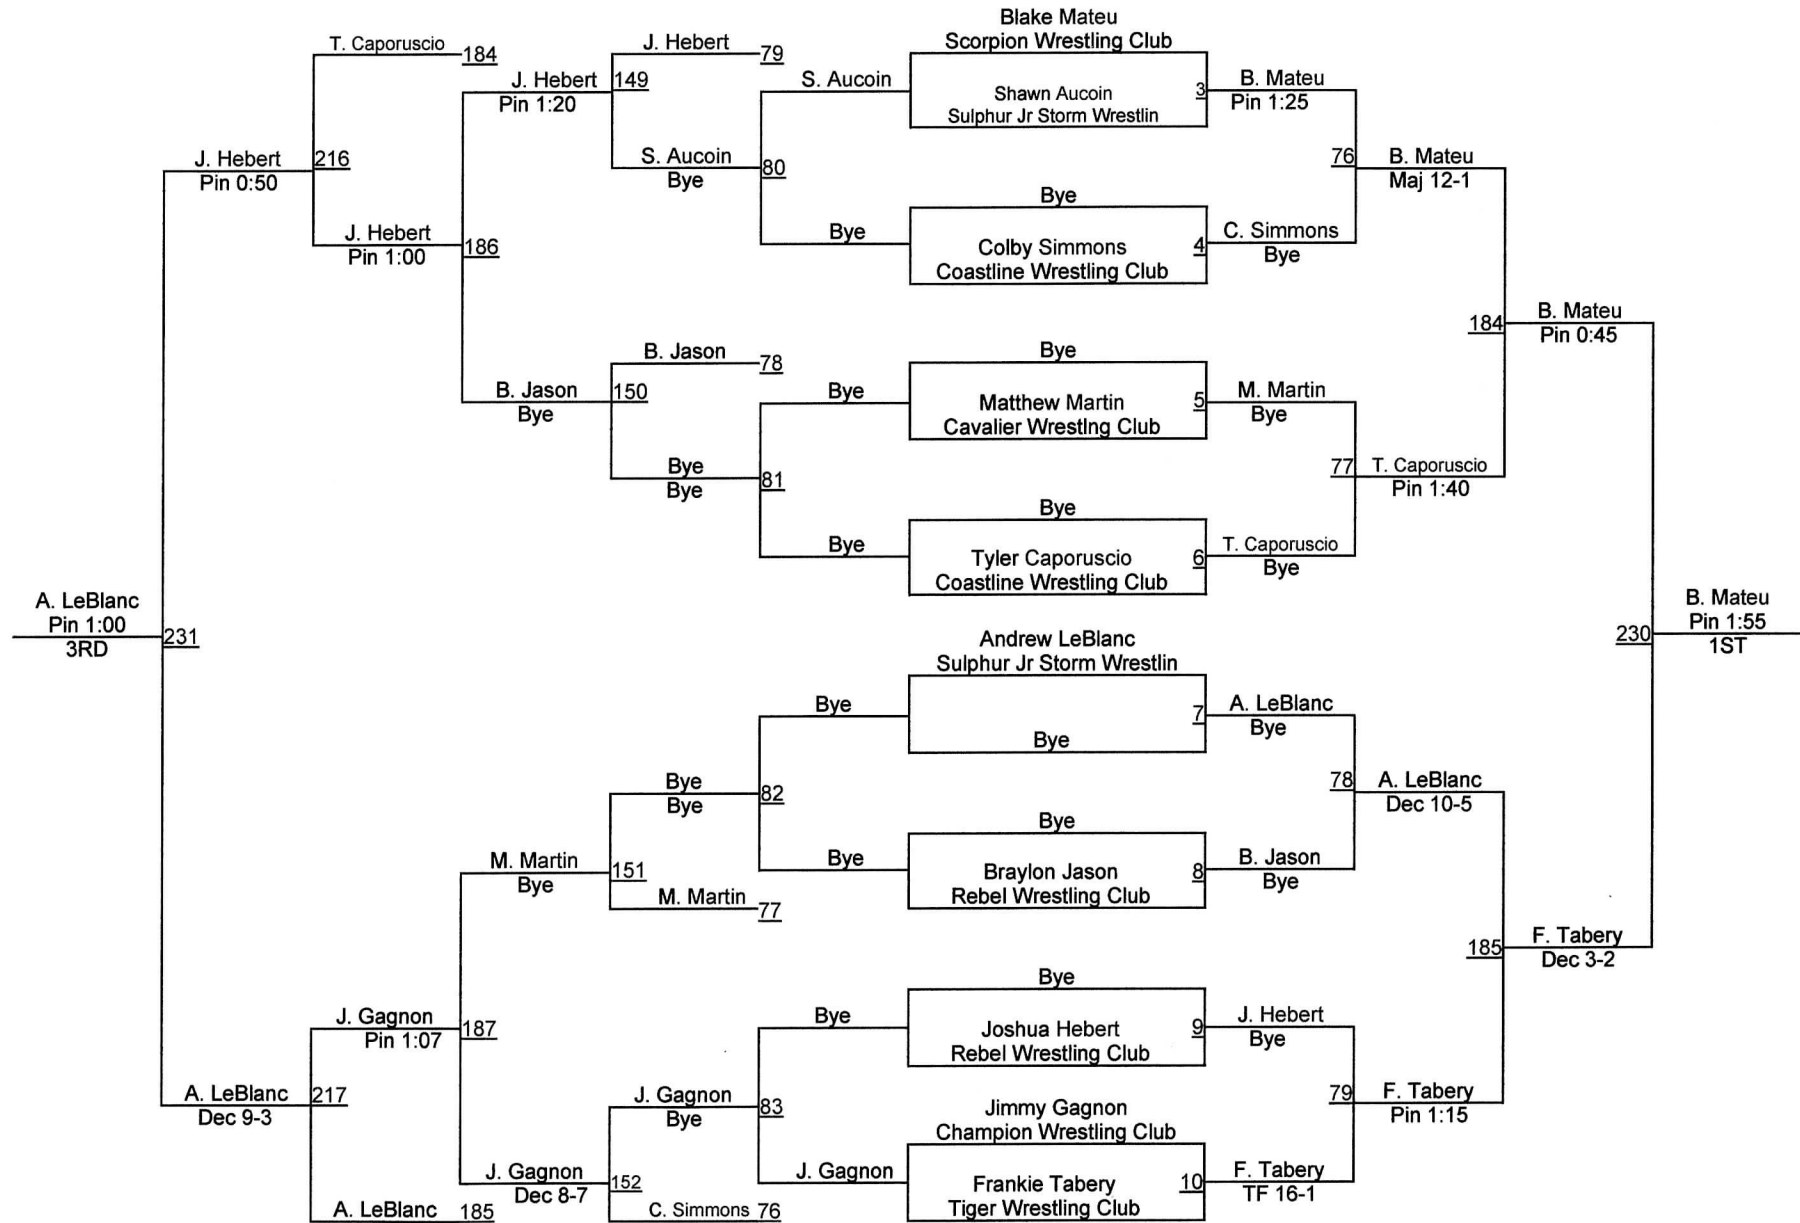 Blake Mateu
Scorpion Wrestling Club
T. Caporuscio
184
J. Hebert
79
J. Hebert
149
Pin 1:20
S. Aucoin
Shawn Aucoin
Sulphur Jr Storm Wrestlin
3
B. Mateu
Pin 1:25
J. Hebert
216
Pin 0:50
S. Aucoin
80
Bye
76
B. Mateu
Maj 12-1
J. Hebert
186
Pin 1:00
Bye
Bye
Colby Simmons
Coastline Wrestling Club
4
C. Simmons
Bye
184
B. Mateu
Pin 0:45
B. Jason
78
B. Jason
150
Bye
Bye
Bye
Matthew Martin
Cavalier Wrestlng Club
5
M. Martin
Bye
Bye
81
Bye
77
T. Caporuscio
Pin 1:40
Bye
Bye
Tyler Caporuscio
Coastline Wrestling Club
6
T. Caporuscio
Bye
A. LeBlanc
Pin 1:00
231
3RD
B. Mateu
Pin 1:55
230
1ST
Andrew LeBlanc
Sulphur Jr Storm Wrestlin
Bye
7
Bye
A. LeBlanc
Bye
Bye
82
Bye
78
A. LeBlanc
Dec 10-5
M. Martin
151
Bye
M. Martin
77
Bye
Bye
Braylon Jason
Rebel Wrestling Club
8
B. Jason
Bye
185
F. Tabery
Dec 3-2
J. Gagnon
187
Pin 1:07
Bye
Bye
Joshua Hebert
Rebel Wrestling Club
9
J. Hebert
Bye
A. LeBlanc
217
Dec 9-3
J. Gagnon
83
Bye
79
F. Tabery
Pin 1:15
Jimmy Gagnon
Champion Wrestling Club
J. Gagnon
152
Dec 8-7
J. Gagnon
Frankie Tabery
Tiger Wrestling Club
10
F. Tabery
TF 16-1
A. LeBlanc
185
C. Simmons
76